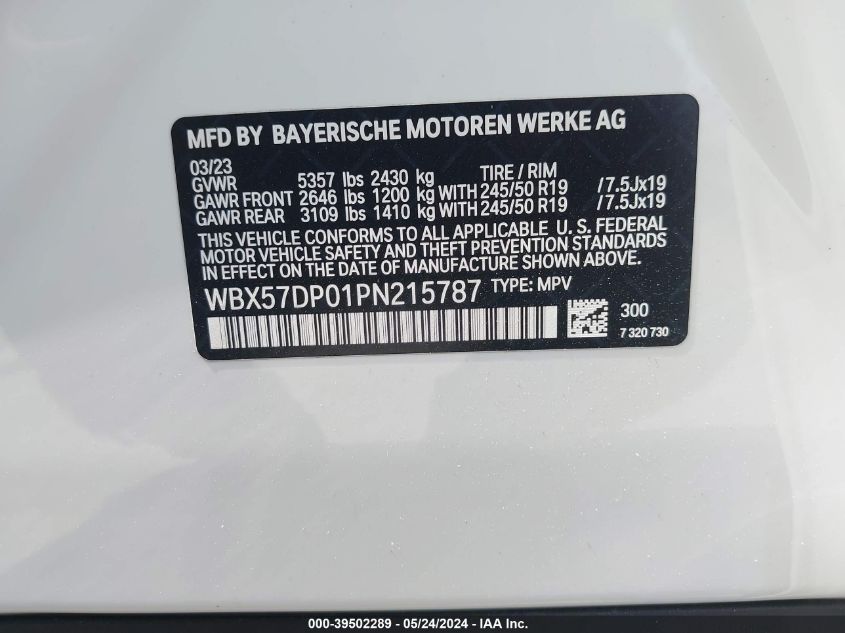 MFD BY BAYERISCHE MOTOREN WERKE AG
03/23 TIRE / RIM
GVWR 5357 lbs 2430 kg
GAWR FRONT 2646 lbs 1200 kg WITH 245/50 R19 /7.5Jx19
GAWR REAR 3109 lbs 1410 kg WITH 245/50 R19 /7.5Jx19
THIS VEHICLE CONFORMS TO ALL APPLICABLE U. S. FEDERAL
MOTOR VEHICLE SAFETY AND THEFT PREVENTION STANDARDS
IN EFFECT ON THE DATE OF MANUFACTURE SHOWN ABOVE.
WBX57DP01PN215787 TYPE: MPV
300
7 320 730
000-39502289 - 05/24/2024 - IAA Inc.